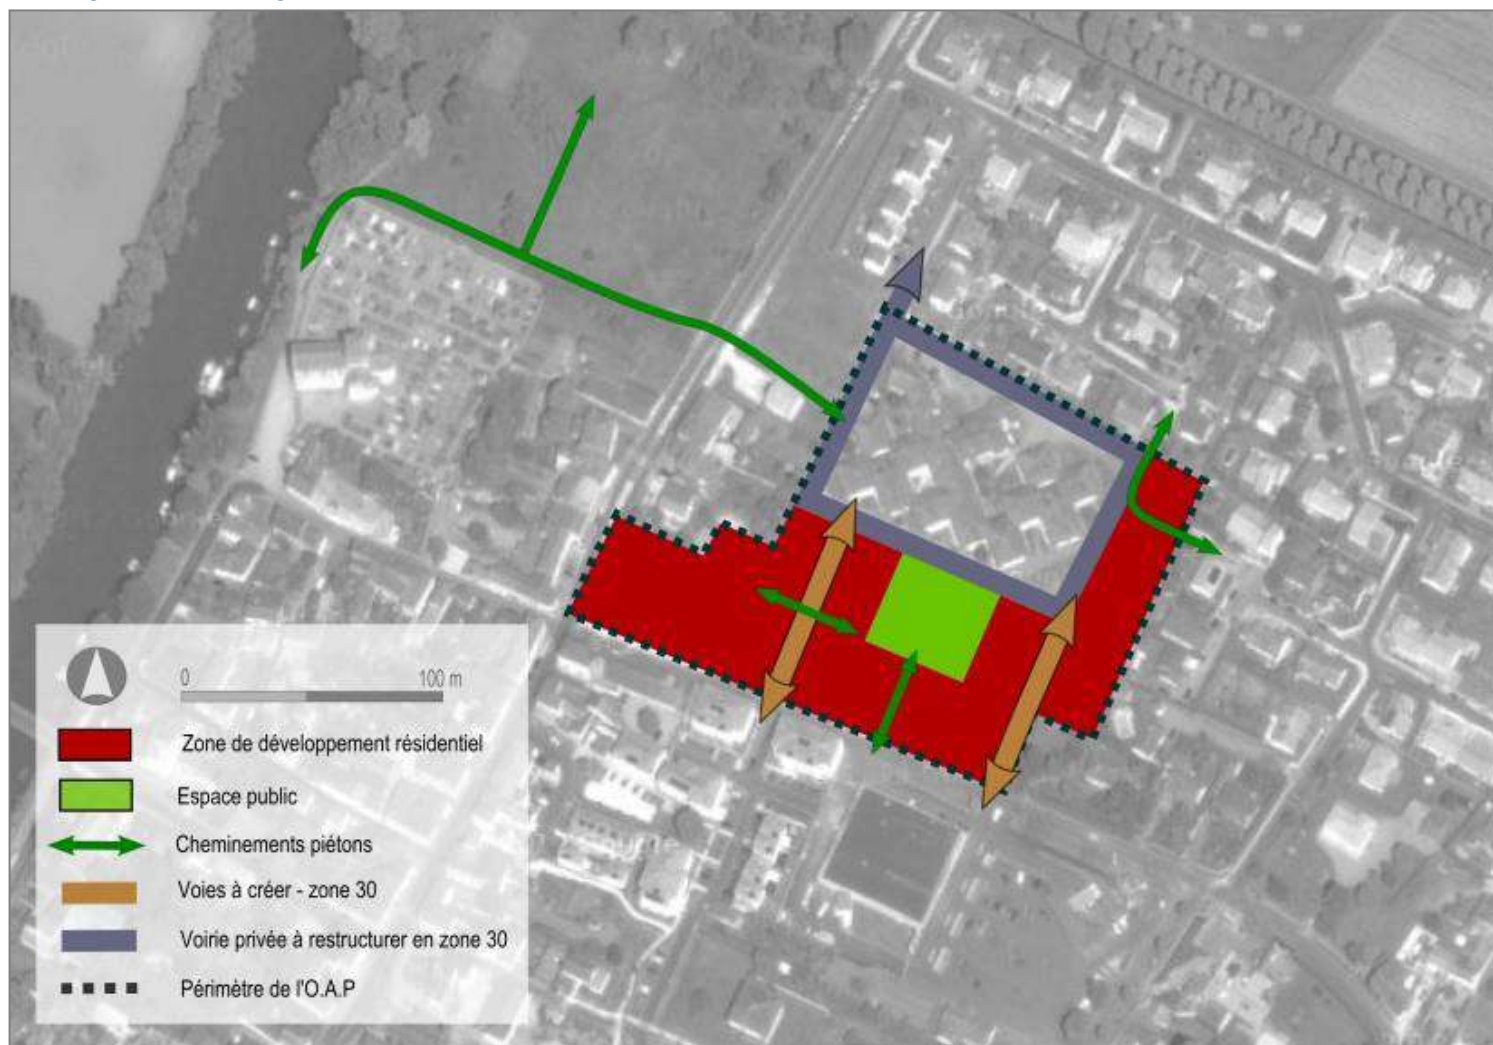 0 100 m
Zone de développement résidentiel
Espace public
Cheminements piétons
Voies à créer - zone 30
Voirie privée à restructurer en zone 30
Périmètre de l'O.A.P